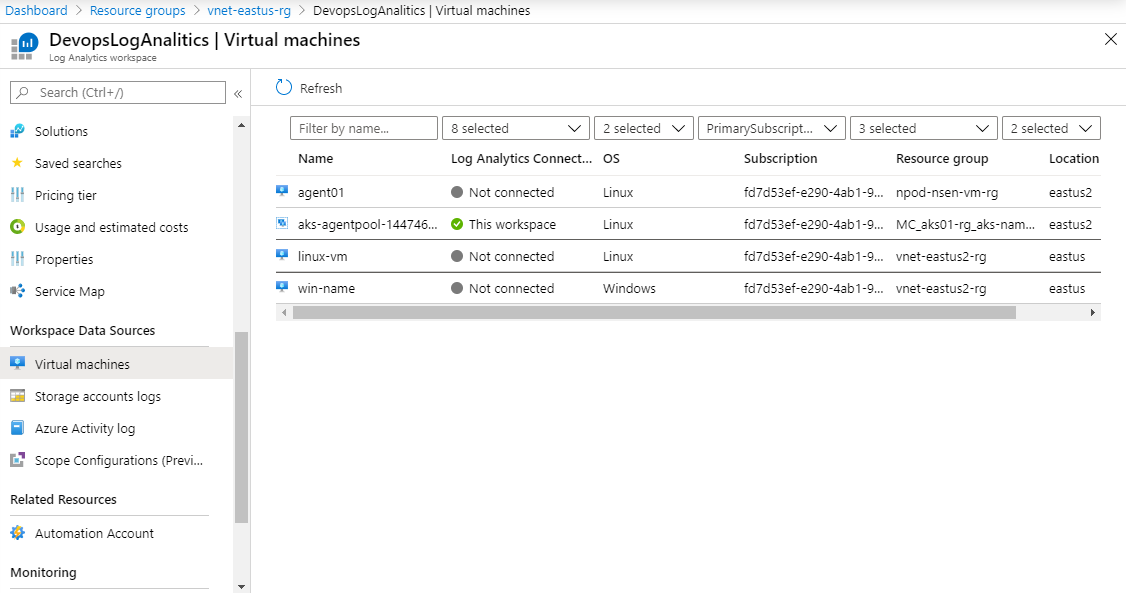 Dashboard > Resource groups > vnet-eastus-rg > DevopsLogAnalitics | Virtual machines
DevopsLogAnalitics | Virtual machines
Log Analytics workspace
Search (Ctrl+/)
«
Solutions
Saved searches
Pricing tier
Usage and estimated costs
Properties
Service Map
Workspace Data Sources
Virtual machines
Storage accounts logs
Azure Activity log
Scope Configurations (Previ...
Related Resources
Automation Account
Monitoring
Refresh
Filter by name... 8 selected 2 selected PrimarySubscript... 3 selected 2 selected
Name Log Analytics Connect... OS Subscription Resource group Location
agent01 Not connected Linux fd7d53ef-e290-4ab1-9... npod-nsen-vm-rg eastus2
aks-agentpool-144746... This workspace Linux fd7d53ef-e290-4ab1-9... MC_aks01-rg_aks-nam... eastus2
linux-vm Not connected Linux fd7d53ef-e290-4ab1-9... vnet-eastus2-rg eastus
win-name Not connected Windows fd7d53ef-e290-4ab1-9... vnet-eastus2-rg eastus